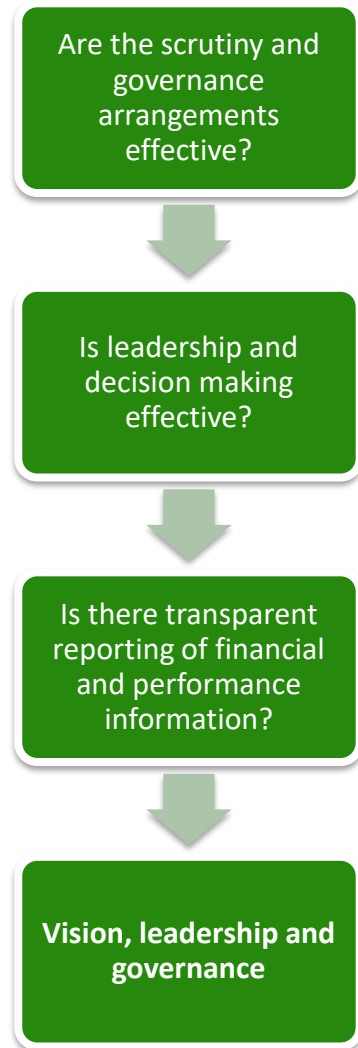 Are the scrutiny and
governance
arrangements
effective?
Is leadership and
decision making
effective?
Is there transparent
reporting of financial
and performance
information?
Vision, leadership and
governance